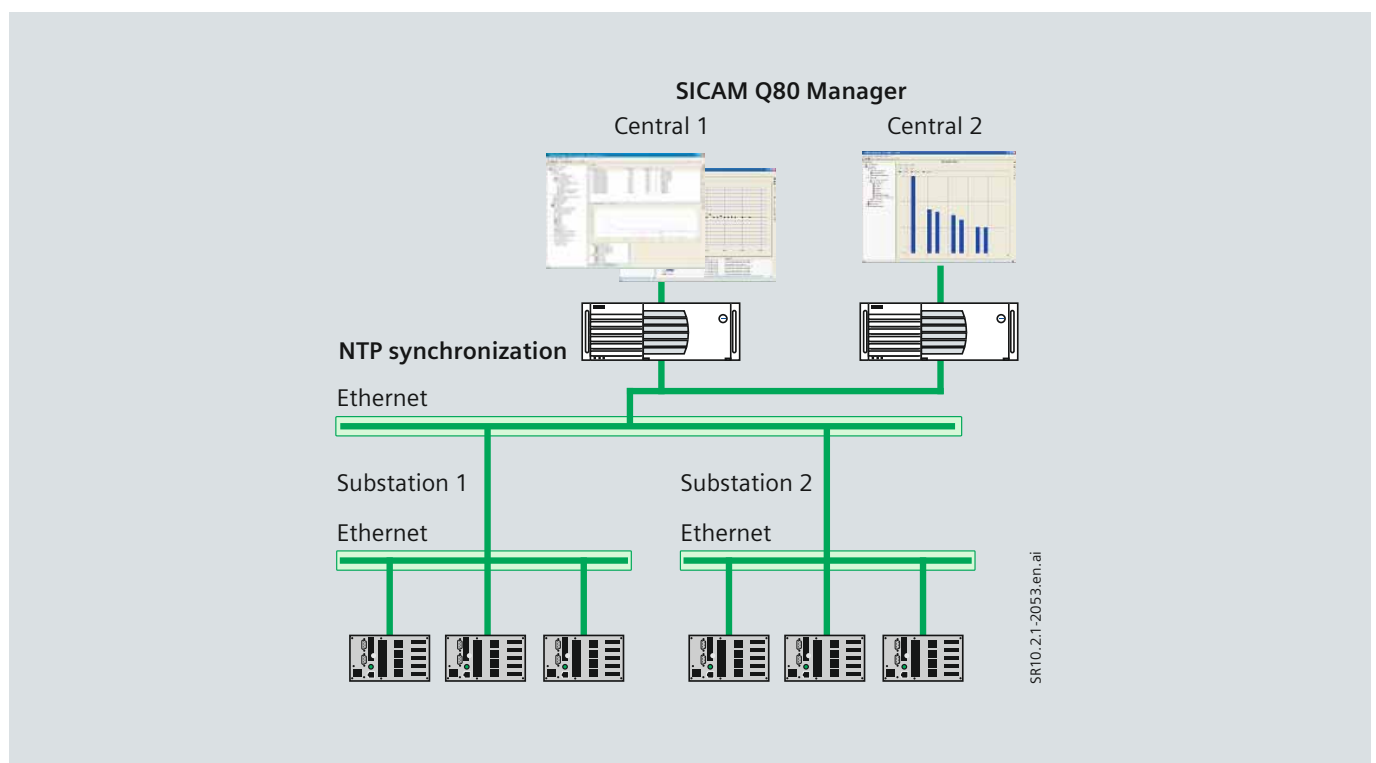 SICAM Q80 Manager
Central 1
Central 2
NTP synchronization
Ethernet
Substation 1
Substation 2
Ethernet
Ethernet
SR10.2.1-2053.en.ai